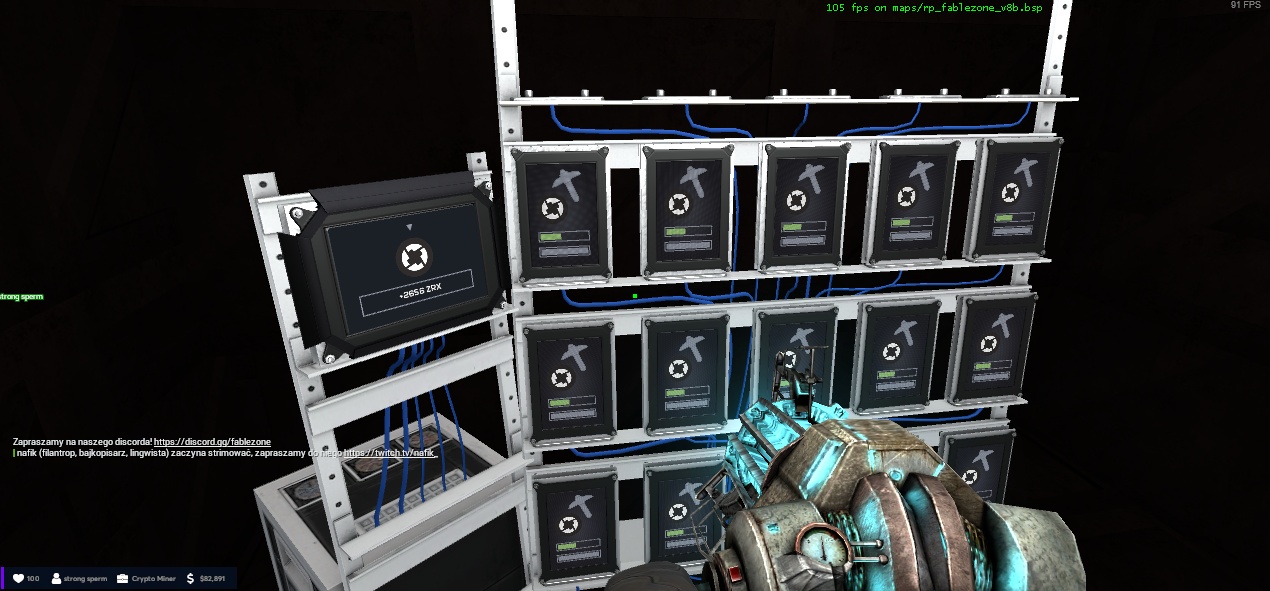 105 fps on maps/rp_fablezone_v8b.bsp
91 FPS
+2656 ZRX
strong sperm
Zapraszamy na naszego discorda! https://discord.gg/fablezone
nafik (filantrop, bajkopisarz, lingwista) zaczyna strimować, zapraszamy do niego https://twitch.tv/nafik_
100 strong sperm Crypto Miner $ $82,891